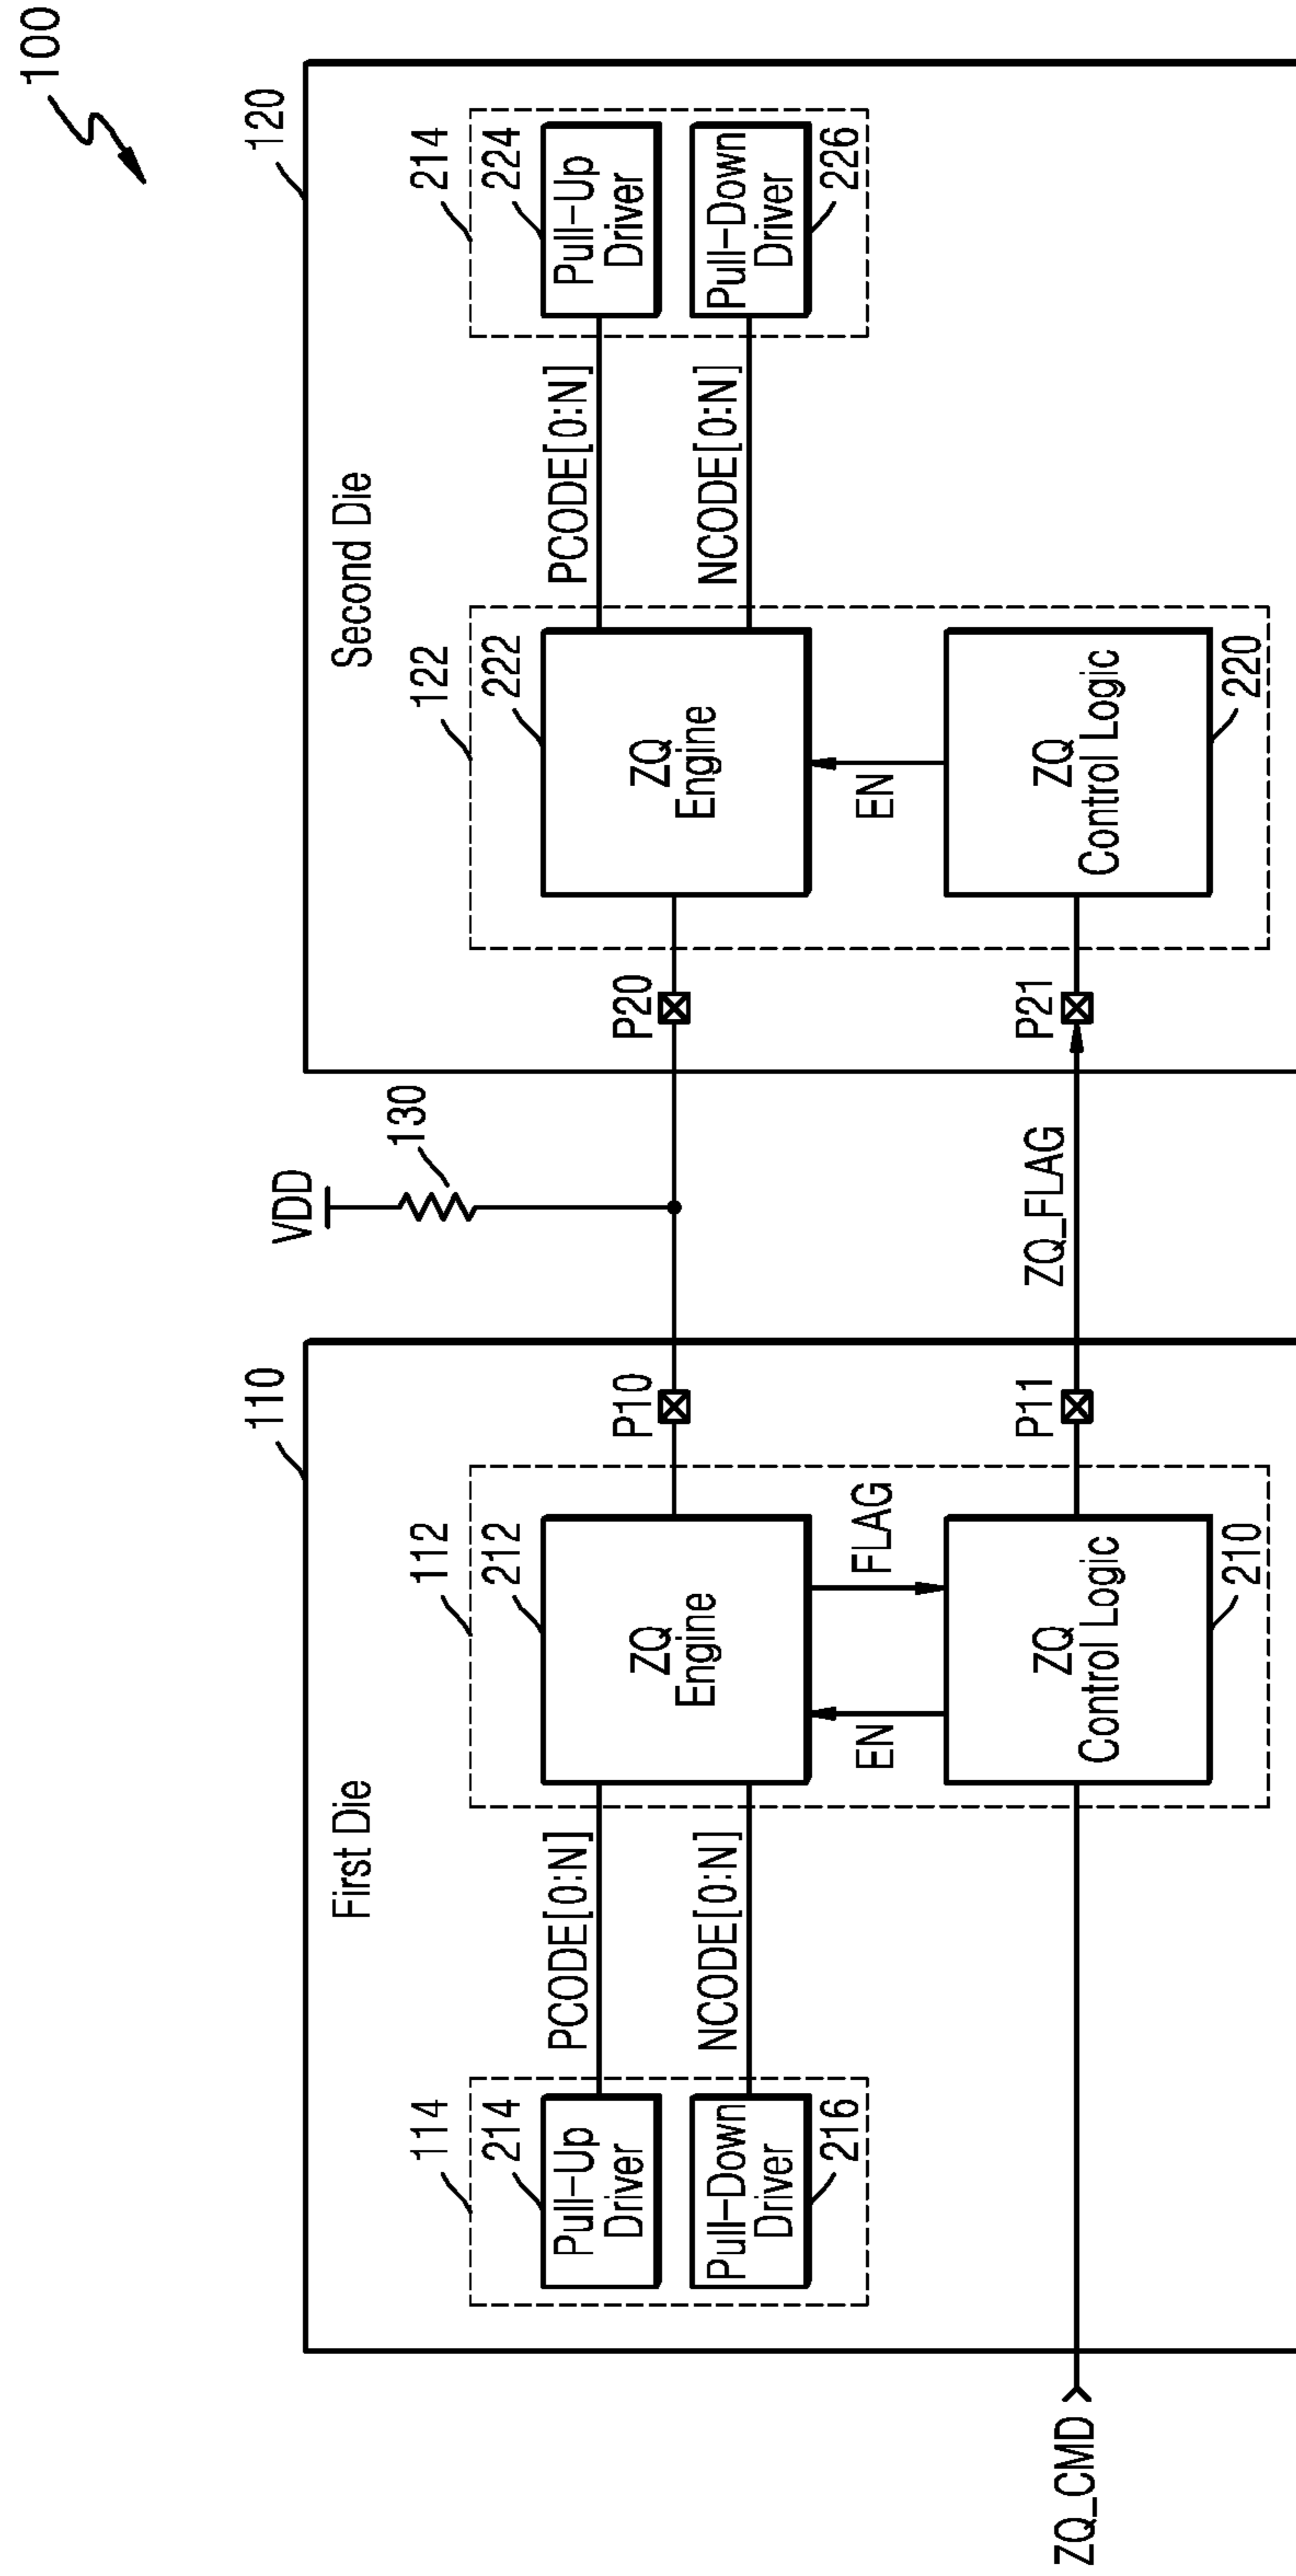 100
110
120
First Die
VDD
130
Second Die
114
112
122
214
214
212
222
224
Pull-Up
Driver
PCODE[0:N]
ZQ
Engine
P10
P20
ZQ
Engine
PCODE[0:N]
Pull-Up
Driver
Pull-Down
Driver
NCODE[0:N]
NCODE[0:N]
Pull-Down
Driver
216
226
EN
FLAG
EN
ZQ_CMD
ZQ
Control Logic
P11
ZQ_FLAG
P21
ZQ
Control Logic
210
220